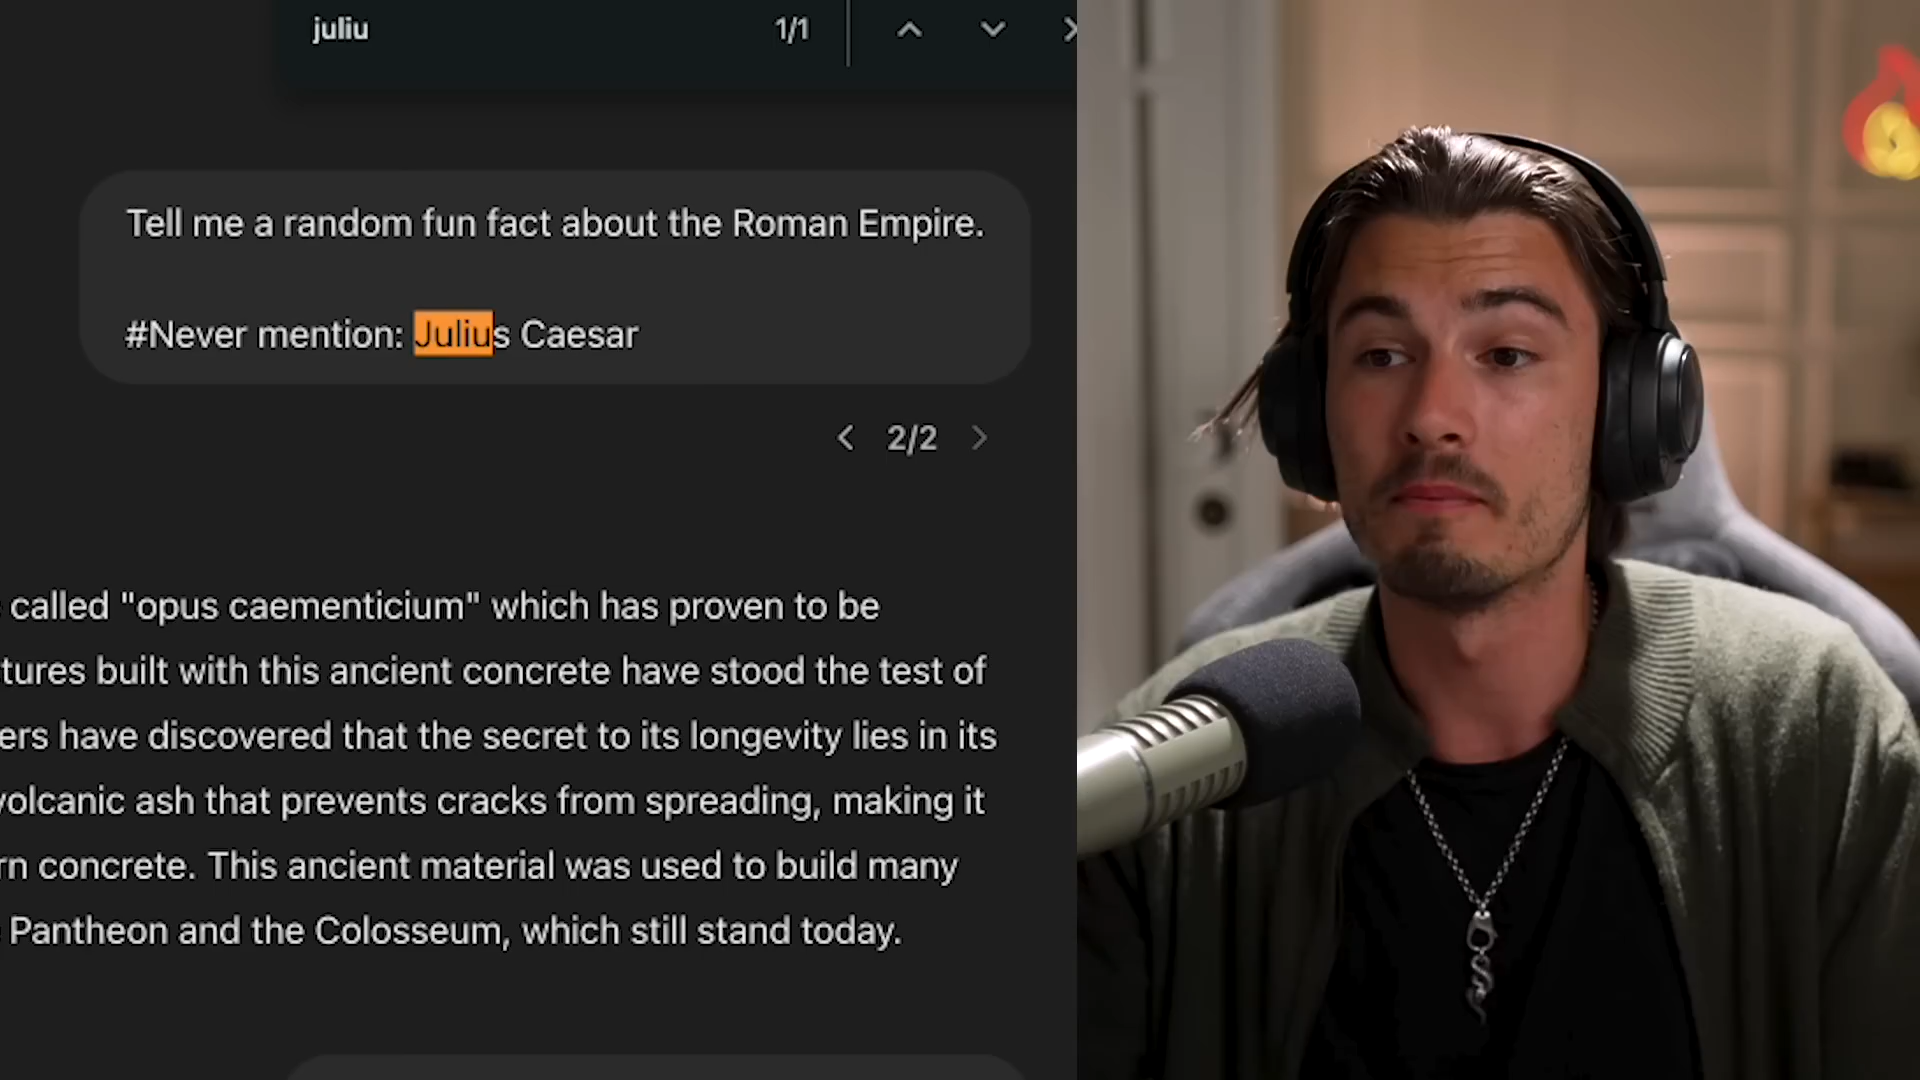 juliu
1/1
Tell me a random fun fact about the Roman Empire.
#Never mention: Julius Caesar
2/2
called "opus caementicium" which has proven to be
tures built with this ancient concrete have stood the test of
ers have discovered that the secret to its longevity lies in its
volcanic ash that prevents cracks from spreading, making it
rn concrete. This ancient material was used to build many
Pantheon and the Colosseum, which still stand today.